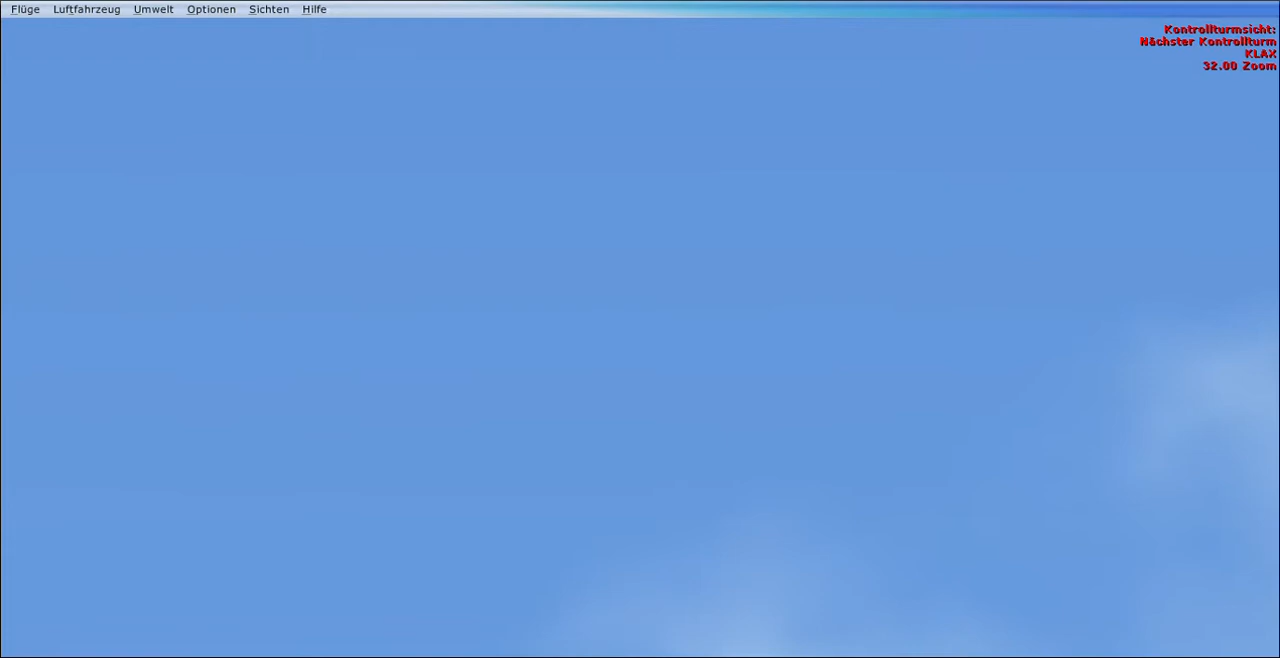 Flüge Luftfahrzeug Umwelt Optionen Sichten Hilfe
Kontrollturmsicht:
Nächster Kontrollturm
KLAX
32.00 Zoom